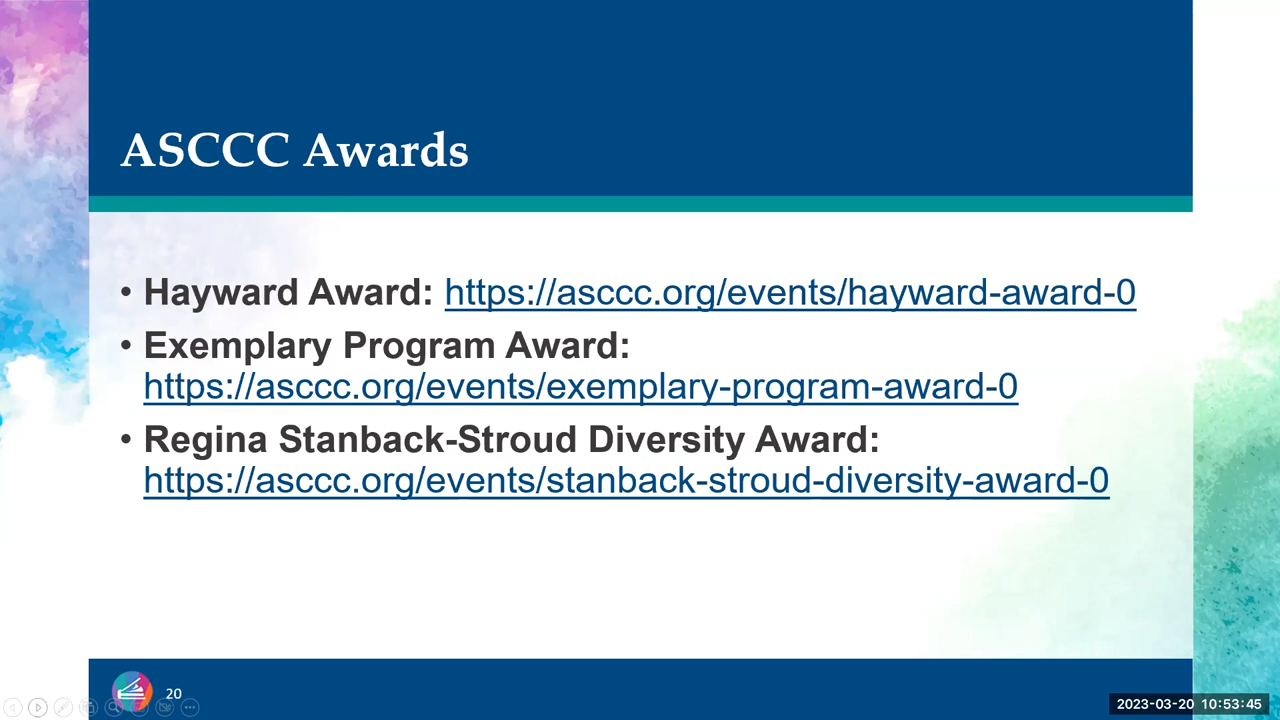 ASCCC Awards
• Hayward Award: https://asccc.org/events/hayward-award-0
• Exemplary Program Award:
https://asccc.org/events/exemplary-program-award-0
• Regina Stanback-Stroud Diversity Award:
https://asccc.org/events/stanback-stroud-diversity-award-0
20
2023-03-20 10:53:45